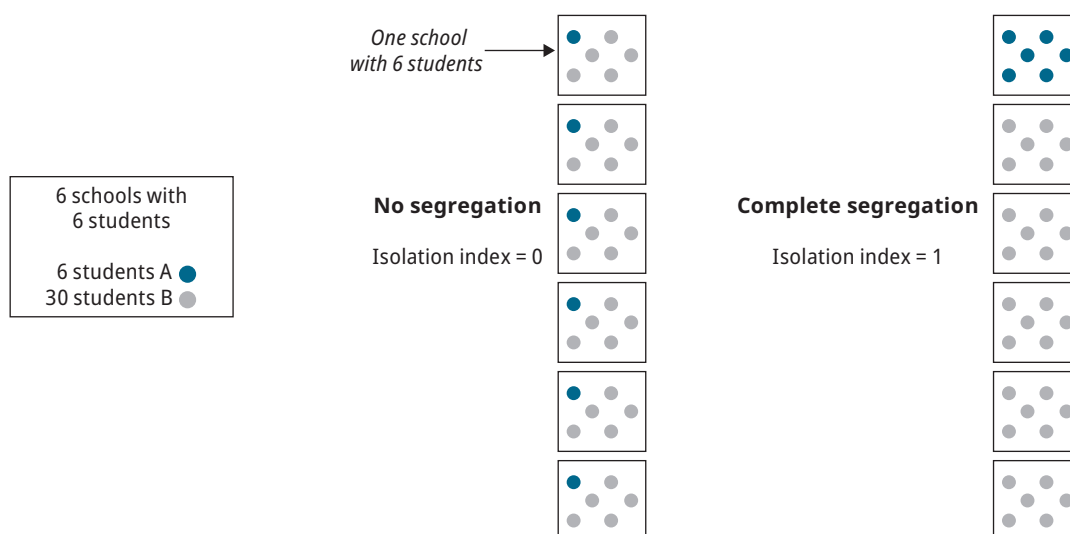 One school
with 6 students
6 schools with
6 students
6 students A
30 students B
No segregation
Isolation index = 0
Complete segregation
Isolation index = 1